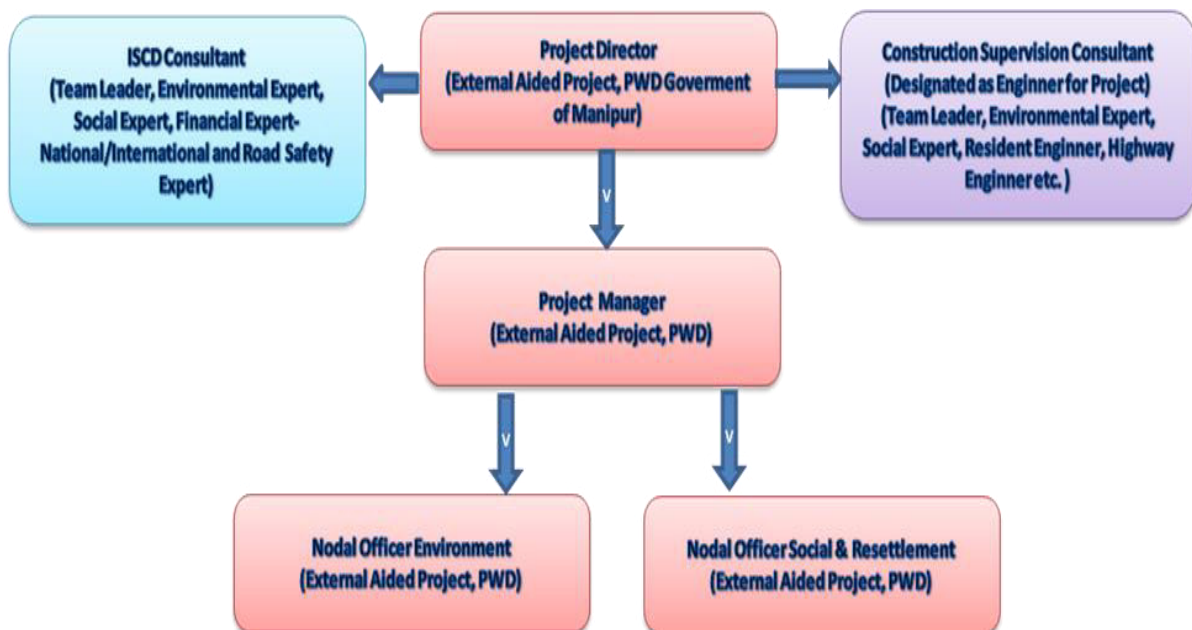 ISCD Consultant
(Team Leader, Environmental Expert,
Social Expert, Financial Expert-
National/International and Road Safety
Expert)
Project Director
(External Aided Project, PWD Goverment
of Manipur)
Construction Supervision Consultant
(Designated as Enginner for Project)
(Team Leader, Environmental Expert,
Social Expert, Resident Enginner, Highway
Enginner etc. )
V
Project Manager
(External Aided Project, PWD)
V
V
Nodal Officer Environment
(External Aided Project, PWD)
Nodal Officer Social & Resettlement
(External Aided Project, PWD)